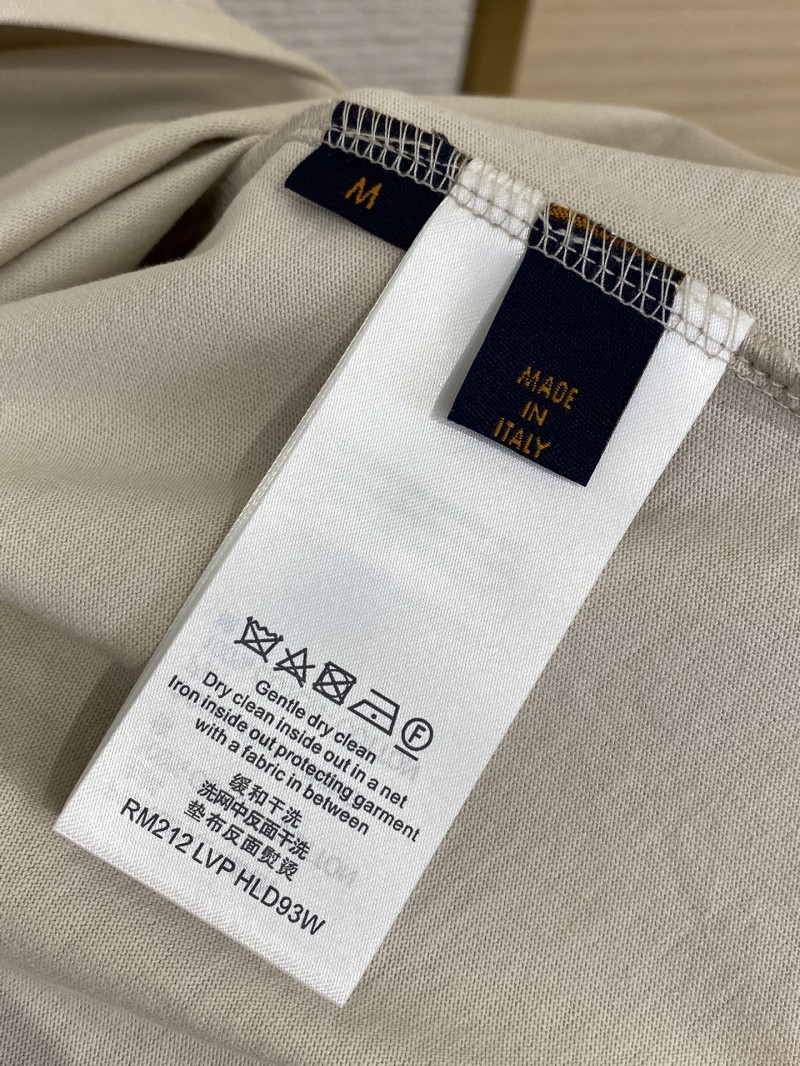 M
MADE
IN
ITALY
F
Gentle dry clean
Dry clean inside out in a net
Iron inside out protecting garment
with a fabric in between
缓和干洗
洗网中反面干洗
垫布反面熨烫
RM212 LVP HLD93W